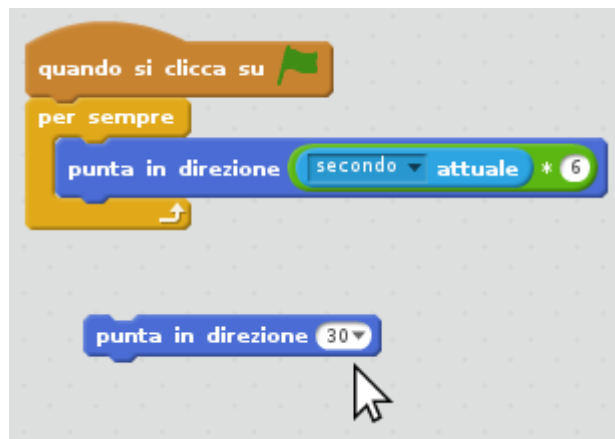 quando si clicca su
per sempre
punta in direzione secondo attuale * 6
punta in direzione 30